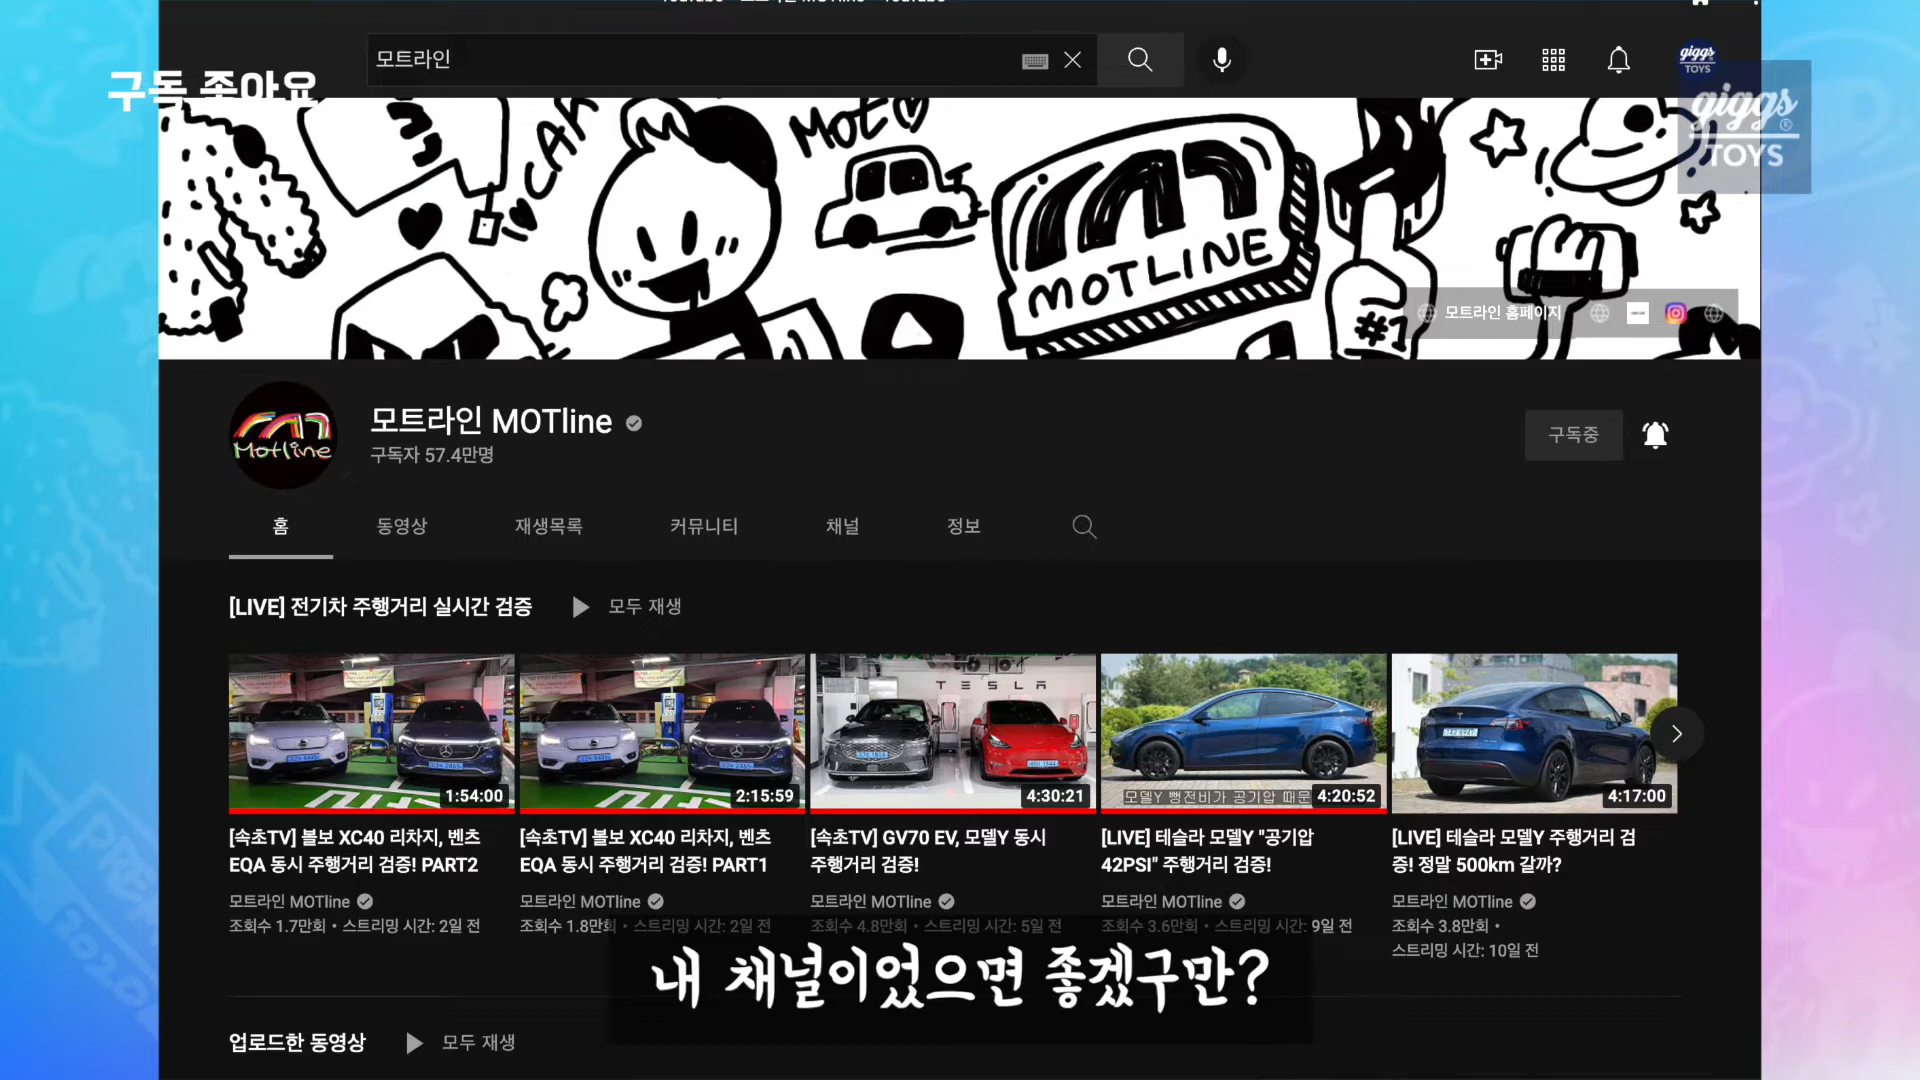 모트라인
giggs
TOYS
구독 좋아요
giggs
TOYS
CAR
Mot
MOTLINE
#1
모트라인 홈페이지
Motline
모트라인 MOTline
구독자 57.4만명
구독중
홈 동영상 재생목록 커뮤니티 채널 정보
[LIVE] 전기차 주행거리 실시간 검증 모두 재생
TESLA
1:54:00
2:15:59
4:30:21
모델Y 뻥전비가 공기압 때문
4:20:52
4:17:00
[속초TV] 볼보 XC40 리차지, 벤츠
EQA 동시 주행거리 검증! PART2
모트라인 MOTline
조회수 1.7만회 • 스트리밍 시간: 2일 전
[속초TV] 볼보 XC40 리차지, 벤츠
EQA 동시 주행거리 검증! PART1
모트라인 MOTline
조회수 1.8만회 • 스트리밍 시간: 2일 전
[속초TV] GV70 EV, 모델Y 동시
주행거리 검증!
모트라인 MOTline
조회수 4.8만회 • 스트리밍 시간: 5일 전
[LIVE] 테슬라 모델Y "공기압
42PSI" 주행거리 검증!
모트라인 MOTline
조회수 3.6만회 • 스트리밍 시간: 9일 전
[LIVE] 테슬라 모델Y 주행거리 검
증! 정말 500km 갈까?
모트라인 MOTline
조회수 3.8만회 •
스트리밍 시간: 10일 전
내 채널이었으면 좋겠구만?
업로드한 동영상 모두 재생
2020